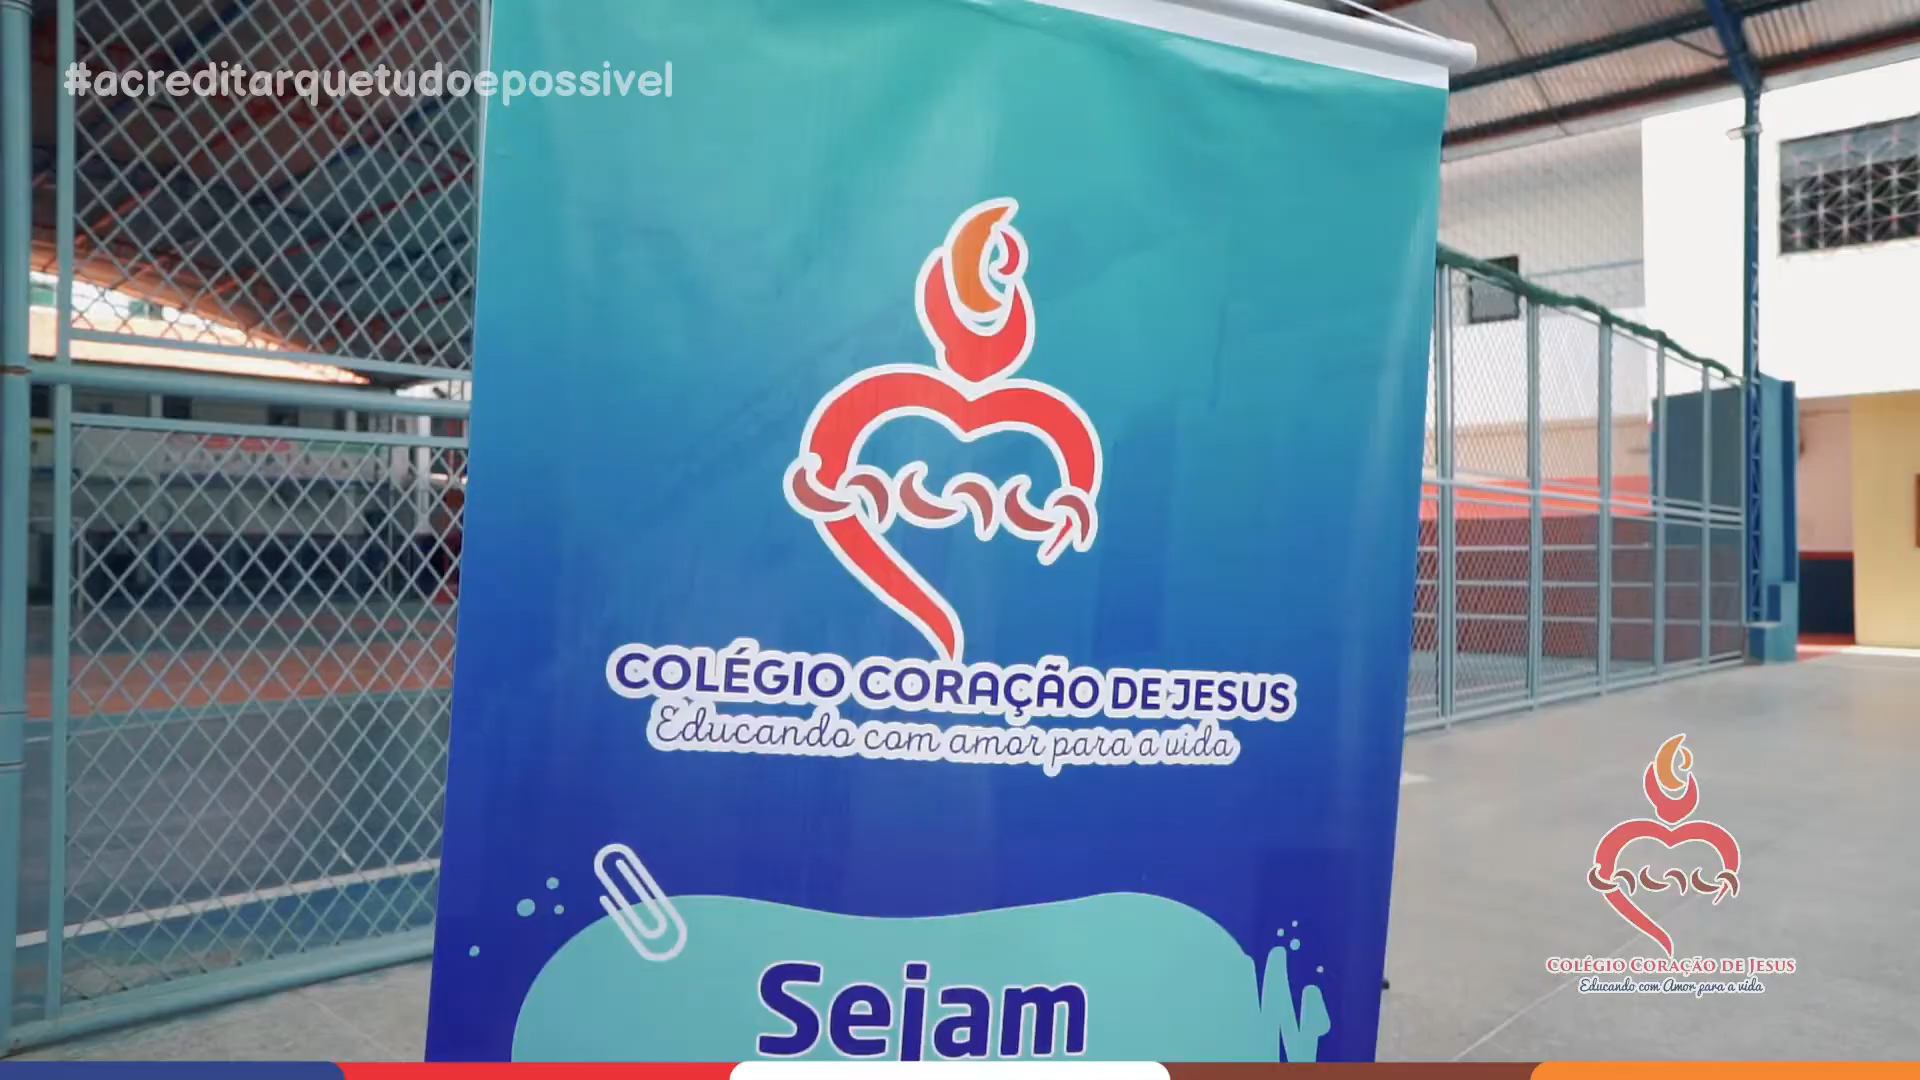 #acreditarquetudoepossivel
COLÉGIO CORAÇÃO DE JESUS
Educando com amor para a vida
Sejam
COLÉGIO CORAÇÃO DE JESUS
Educando com Amor para a vida